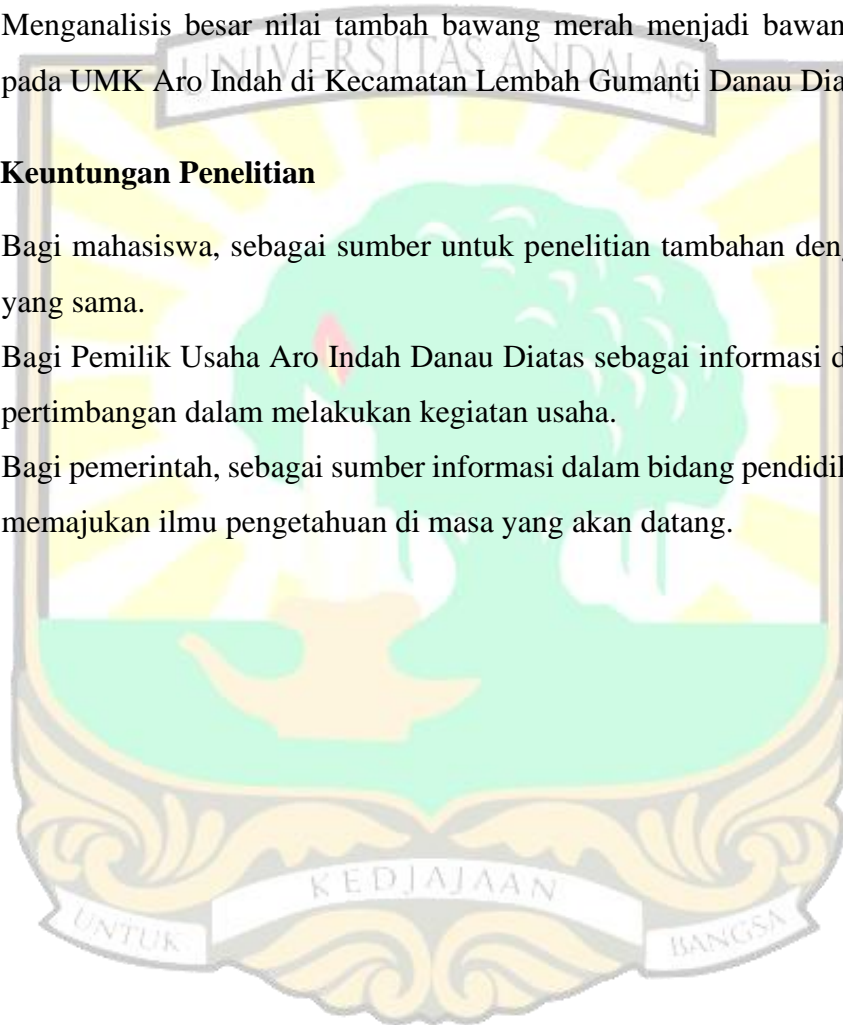 Menganalisis besar nilai tambah bawang merah menjadi bawan
UNIVERSITAS ANDALAS
pada UMK Aro Indah di Kecamatan Lembah Gumanti Danau Dia
Keuntungan Penelitian
Bagi mahasiswa, sebagai sumber untuk penelitian tambahan den
yang sama.
Bagi Pemilik Usaha Aro Indah Danau Diatas sebagai informasi d
pertimbangan dalam melakukan kegiatan usaha.
Bagi pemerintah, sebagai sumber informasi dalam bidang pendidi
memajukan ilmu pengetahuan di masa yang akan datang.
KEDJAJAAN
UNTUK
BANGSA